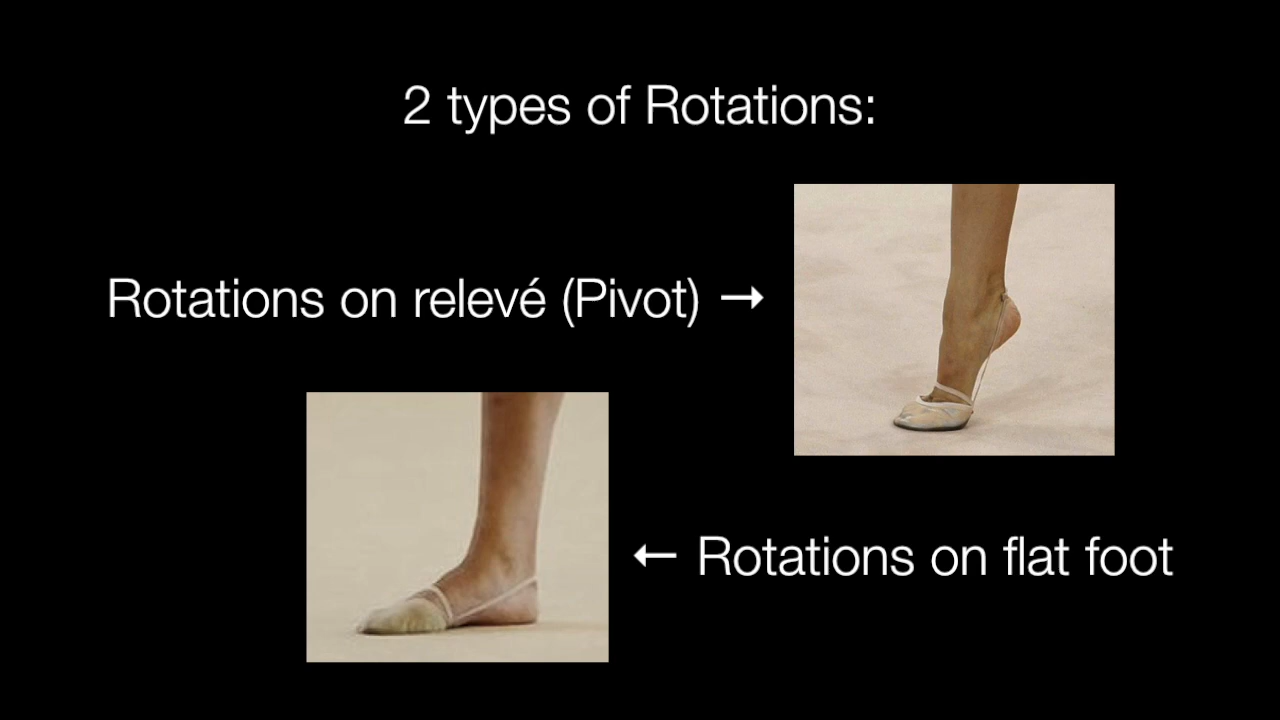 2 types of Rotations:
Rotations on relevé (Pivot) →
← Rotations on flat foot